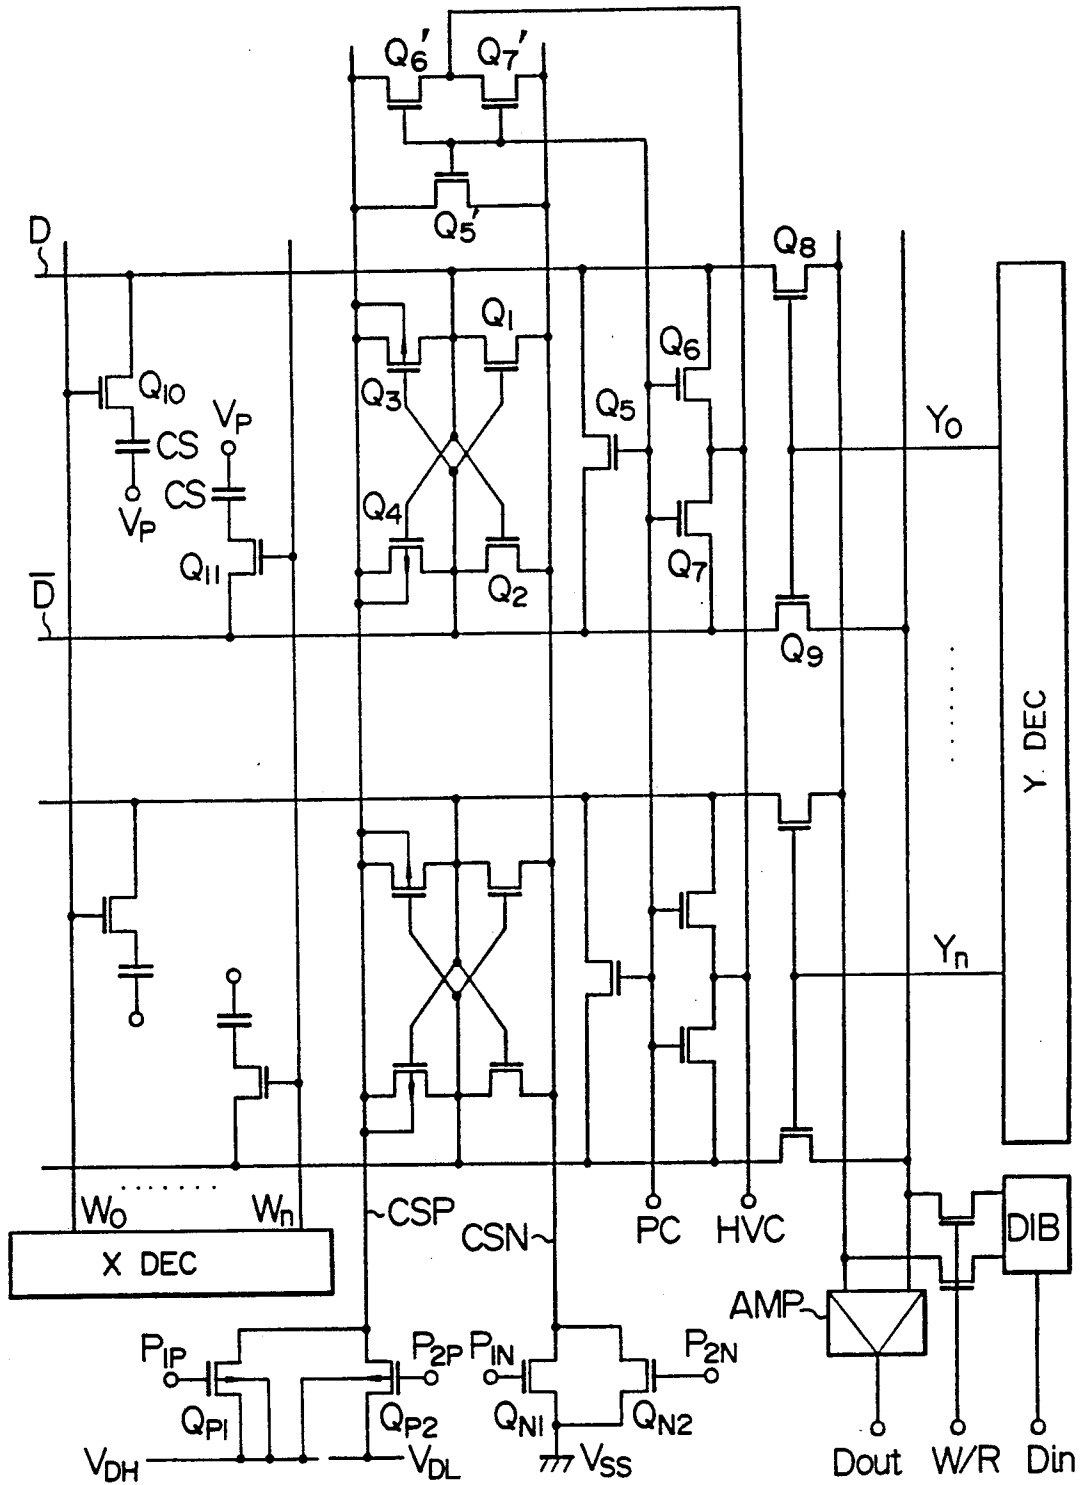 Q6' Q7'
Q5'
D
Q8
Q1
Q6
Q3
Q10
Q5
VP
Y0
CS
CS
Q4
VP
Q11
Q7
D̅
Q2
Q9
Y DEC
Yn
W0 Wn
CSP
PC HVC
CSN
DIB
X DEC
AMP
P1P P2P P1N P2N
QP1 QP2 QN1 QN2
VDH VDL VSS
Dout W/R Din